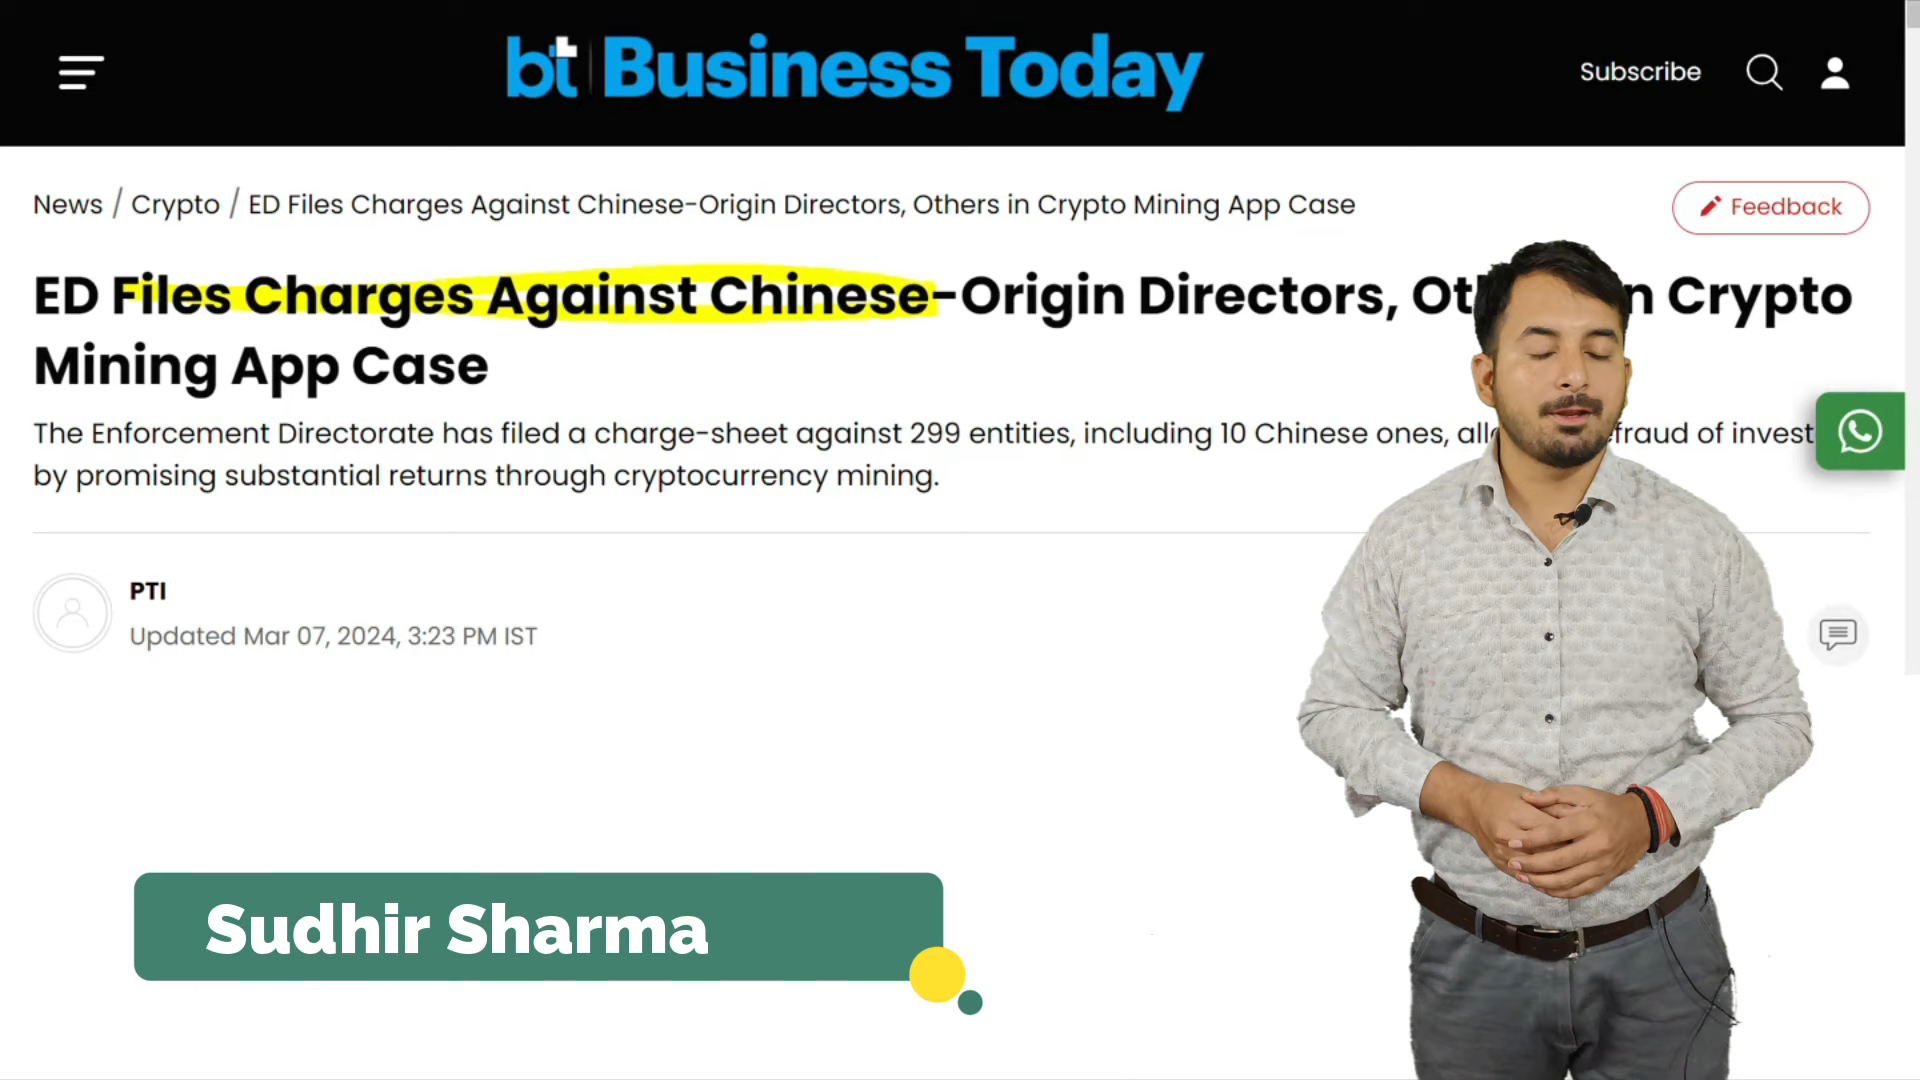 bt Business Today
Subscribe
News / Crypto / ED Files Charges Against Chinese-Origin Directors, Others in Crypto Mining App Case
Feedback
ED Files Charges Against Chinese-Origin Directors, Ot n Crypto
Mining App Case
The Enforcement Directorate has filed a charge-sheet against 299 entities, including 10 Chinese ones, fraud of invest
by promising substantial returns through cryptocurrency mining.
PTI
Updated Mar 07, 2024, 3:23 PM IST
Sudhir Sharma